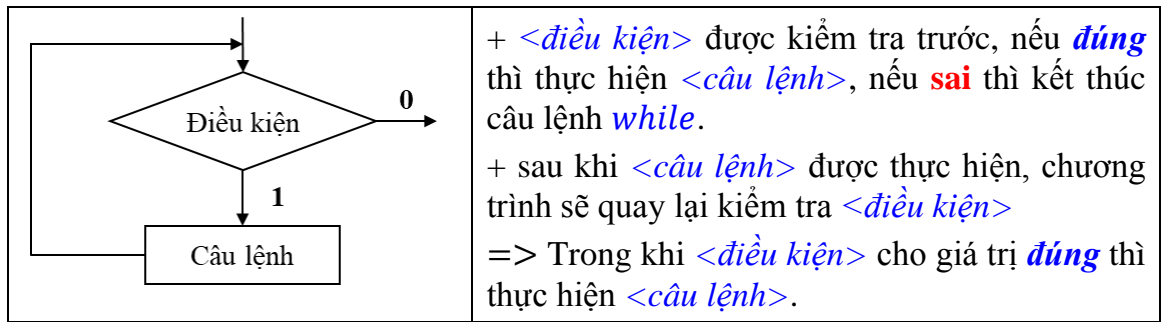 Điều kiện
0
1
Câu lệnh
+ <điều kiện> được kiểm tra trước, nếu đúng
thì thực hiện <câu lệnh>, nếu sai thì kết thúc
câu lệnh while.
+ sau khi <câu lệnh> được thực hiện, chương
trình sẽ quay lại kiểm tra <điều kiện>
=> Trong khi <điều kiện> cho giá trị đúng thì
thực hiện <câu lệnh>.